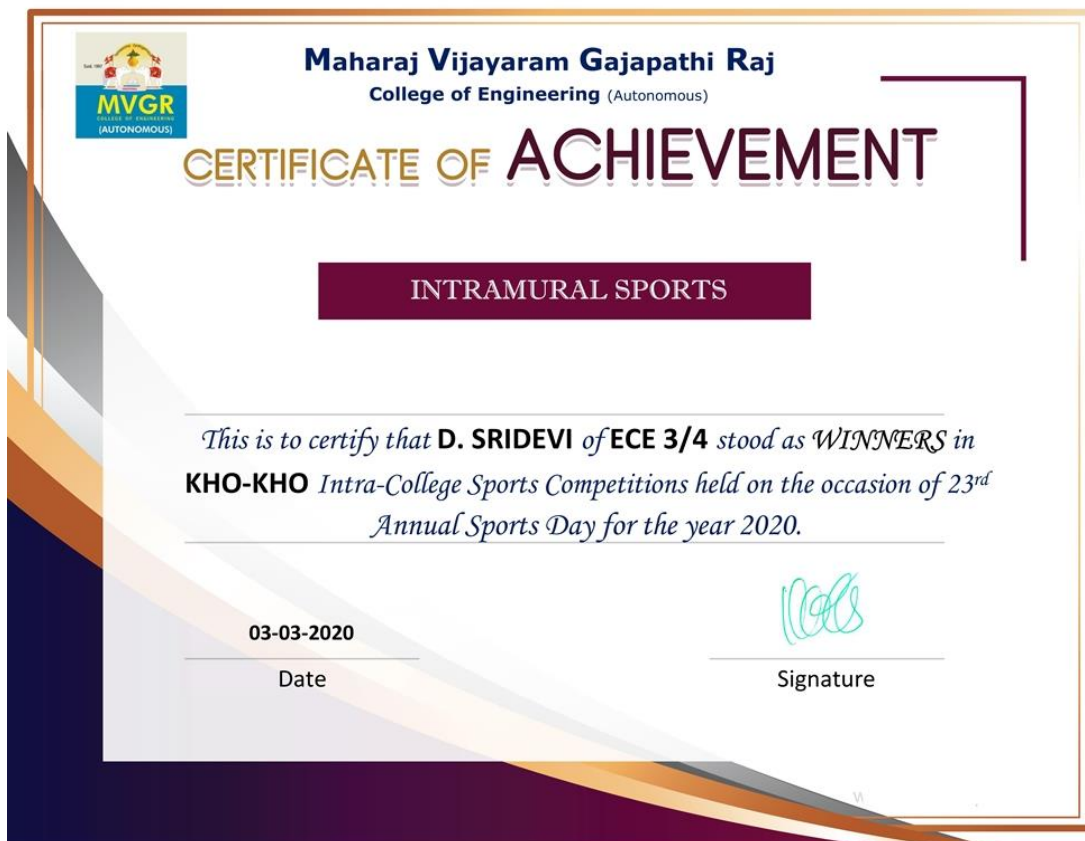 Maharaj Vijayaram Gajapathi Raj
College of Engineering (Autonomous)
MVGR
COLLEGE OF ENGINEERING
(AUTONOMOUS)
CERTIFICATE OF ACHIEVEMENT
INTRAMURAL SPORTS
This is to certify that D. SRIDEVI of ECE 3/4 stood as WINNERS in
KHO-KHO Intra-College Sports Competitions held on the occasion of 23rd
Annual Sports Day for the year 2020.
03-03-2020
Date
Signature